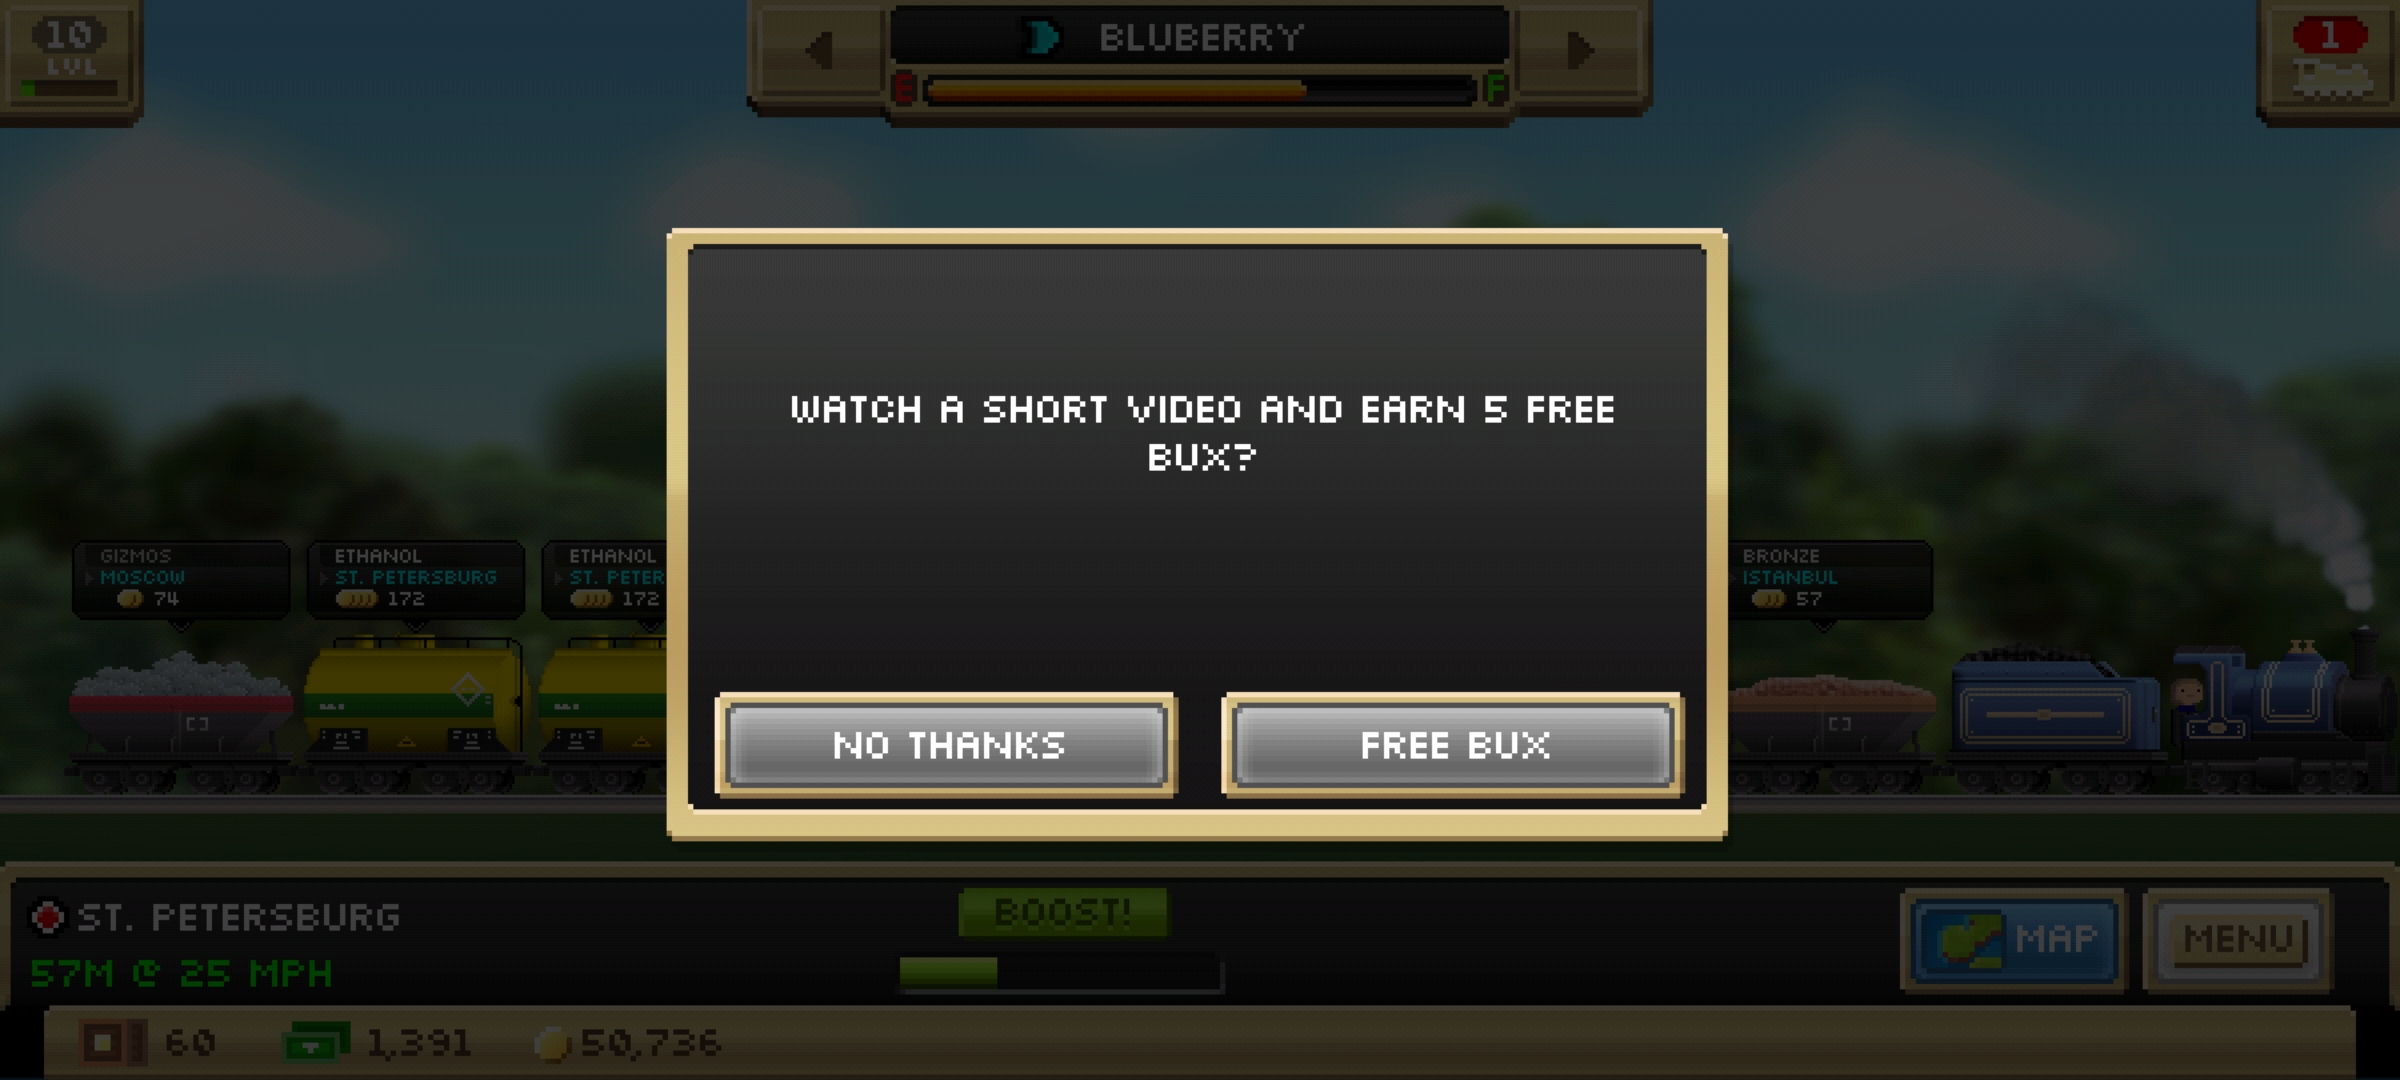 10
LVL
BLUBERRY
E F
1
WATCH A SHORT VIDEO AND EARN 5 FREE
BUX?
GIZMOS
MOSCOW
74
ETHANOL
ST. PETERSBURG
172
ETHANOL
ST. PETER
172
BRONZE
ISTANBUL
57
NO THANKS
FREE BUX
ST. PETERSBURG
57M @ 25 MPH
BOOST!
MAP
MENU
60
1,391
50,736